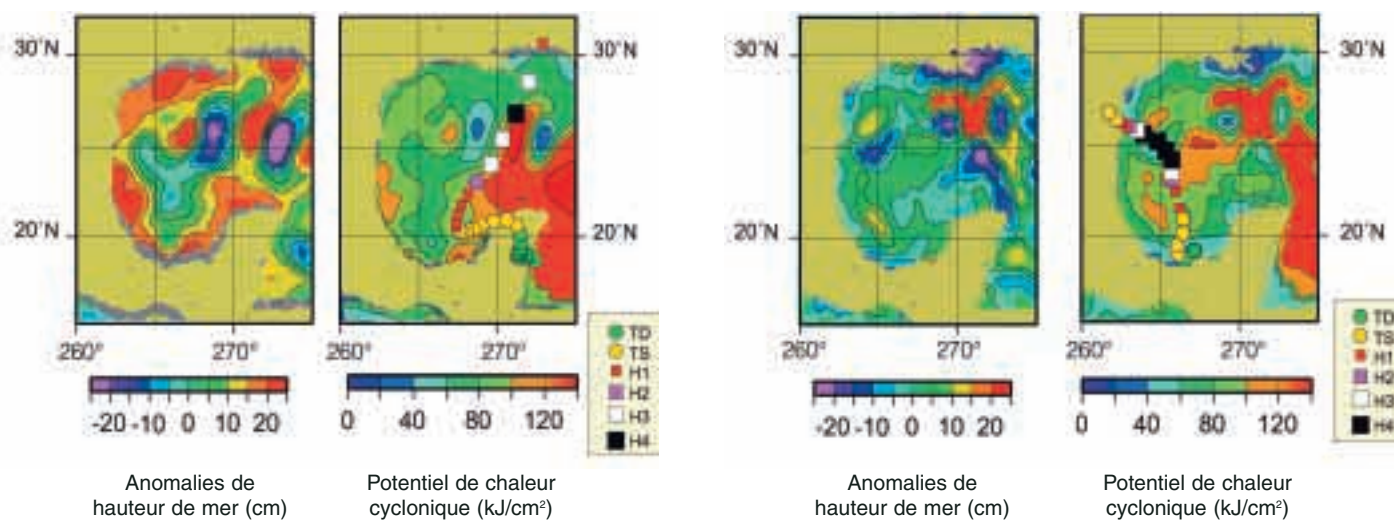 30°N
20°N
260°
270°
-20 -10 0 10 20
Anomalies de
hauteur de mer (cm)
30°N
20°N
260°
270°
0 40 80 120
Potentiel de chaleur
cyclonique (kJ/cm²)
TD
TS
H1
H2
H3
H4
30°N
20°N
260°
270°
-20 -10 0 10 20
Anomalies de
hauteur de mer (cm)
30°N
20°N
260°
270°
0 40 80 120
Potentiel de chaleur
cyclonique (kJ/cm²)
TD
TS
H1
H2
H3
H4